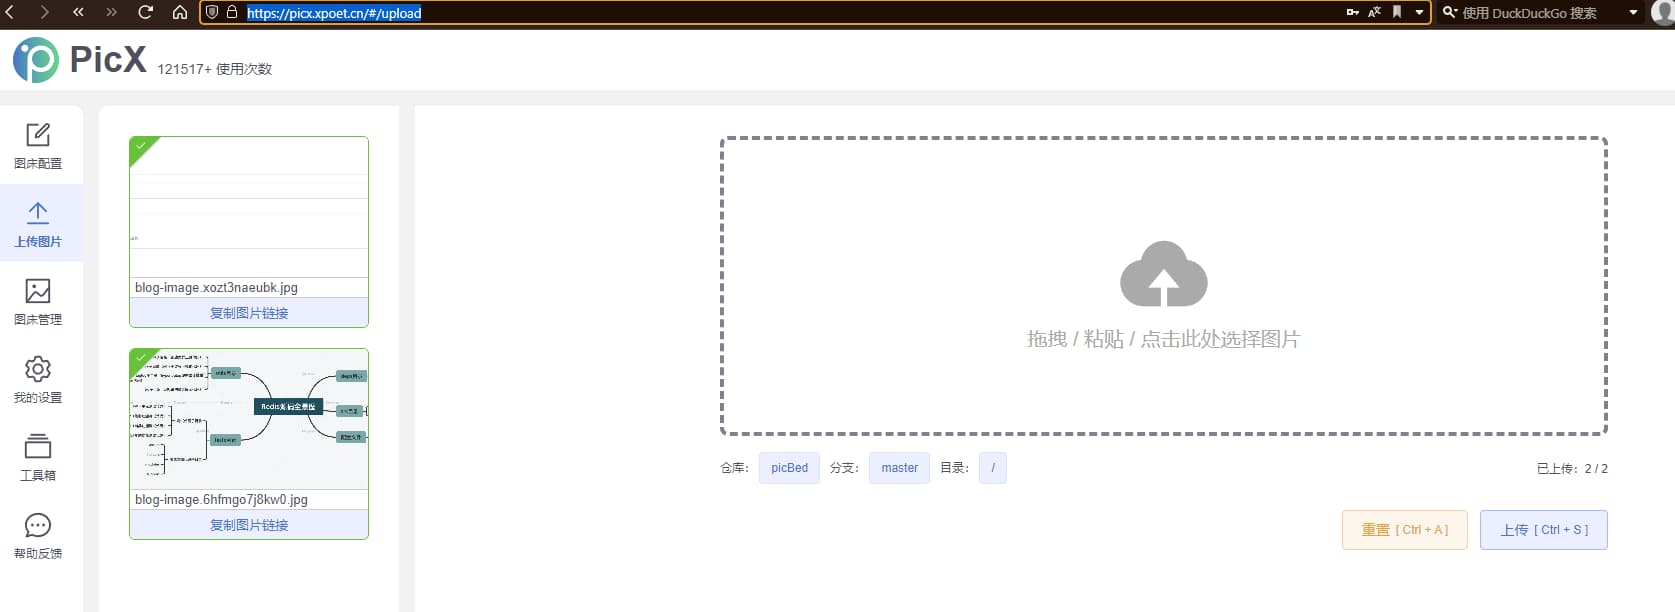 https://picx.xpoet.cn/#/upload
使用 DuckDuckGo 搜索
PicX 121517+ 使用次数
图床配置
上传图片
图床管理
我的设置
工具箱
帮助反馈
blog-image.xozt3naeubk.jpg
复制图片链接
Redis源码全景图
blog-image.6hfmgo7j8kw0.jpg
复制图片链接
拖拽 / 粘贴 / 点击此处选择图片
仓库： picBed 分支： master 目录： /
已上传：2 / 2
重置 [ Ctrl + A ]
上传 [ Ctrl + S ]